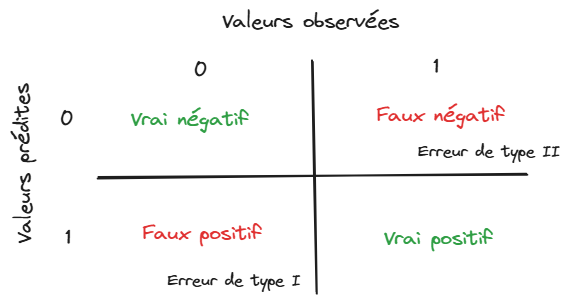 Valeurs observées
0
1
Valeurs prédites
0
Vrai négatif
Faux négatif
Erreur de type II
1
Faux positif
Vrai positif
Erreur de type I